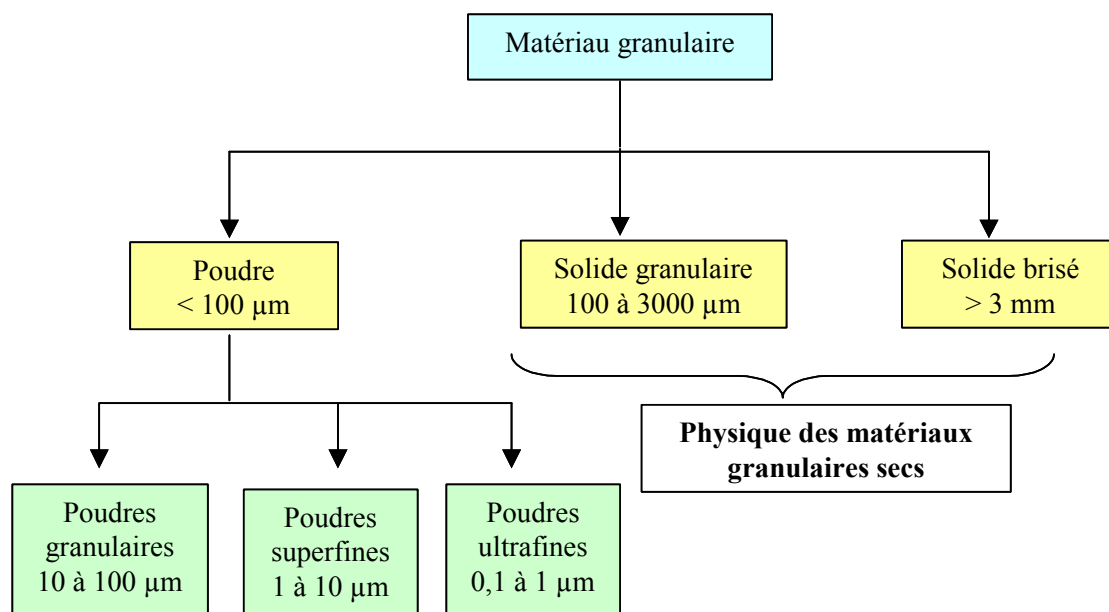 Matériau granulaire
Poudre
< 100 µm
Solide granulaire
100 à 3000 µm
Solide brisé
> 3 mm
Physique des matériaux
granulaires secs
Poudres
granulaires
10 à 100 µm
Poudres
superfines
1 à 10 µm
Poudres
ultrafines
0,1 à 1 µm